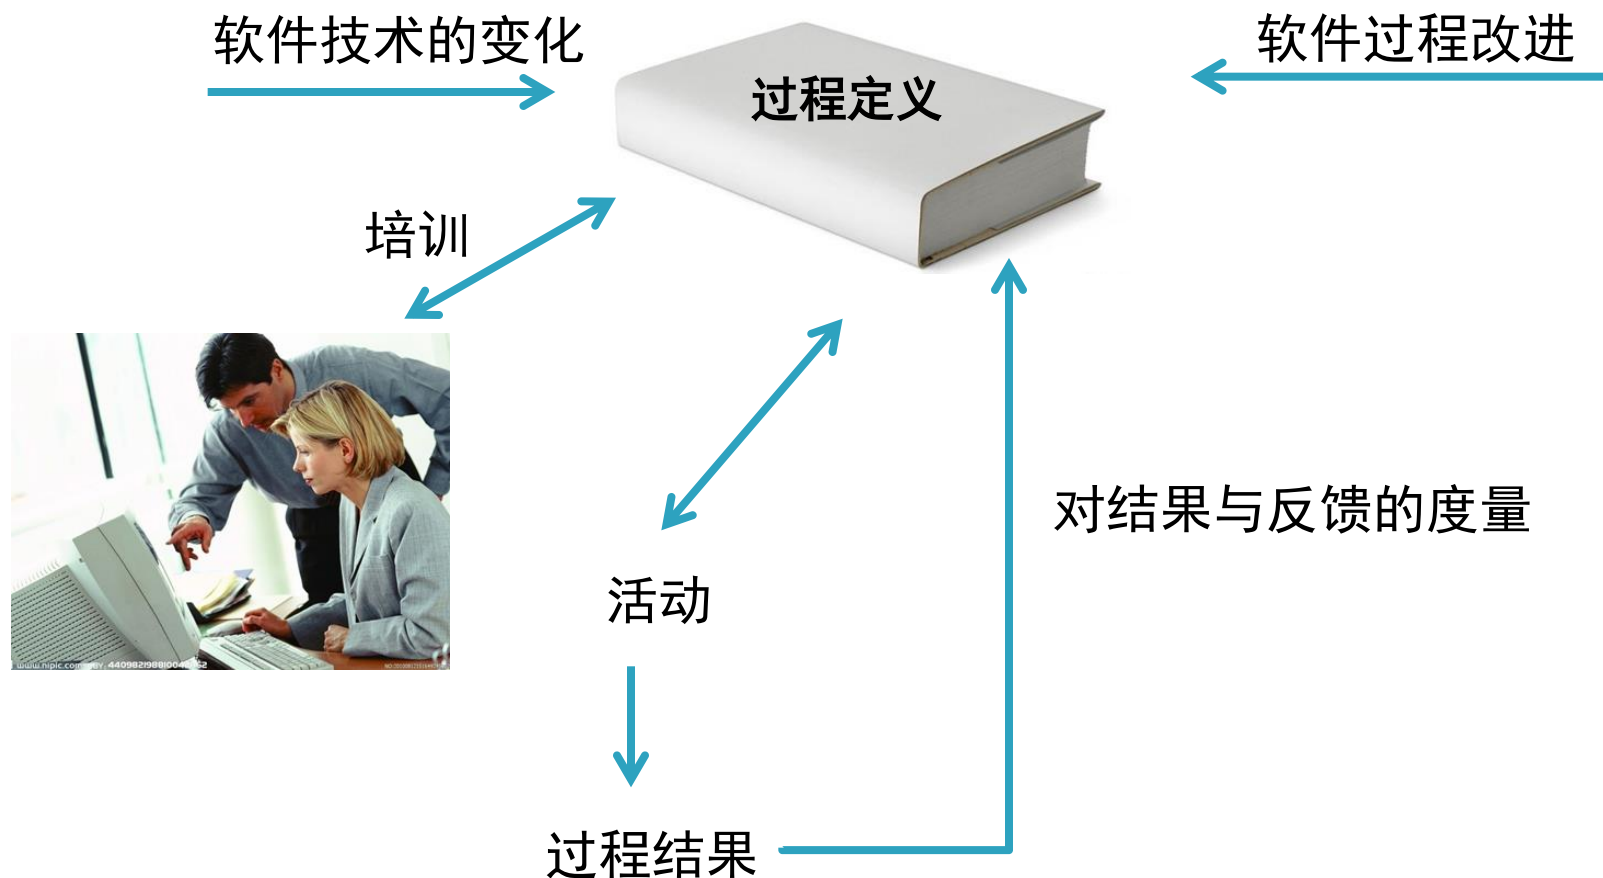 软件技术的变化
软件过程改进
过程定义
培训
对结果与反馈的度量
活动
过程结果